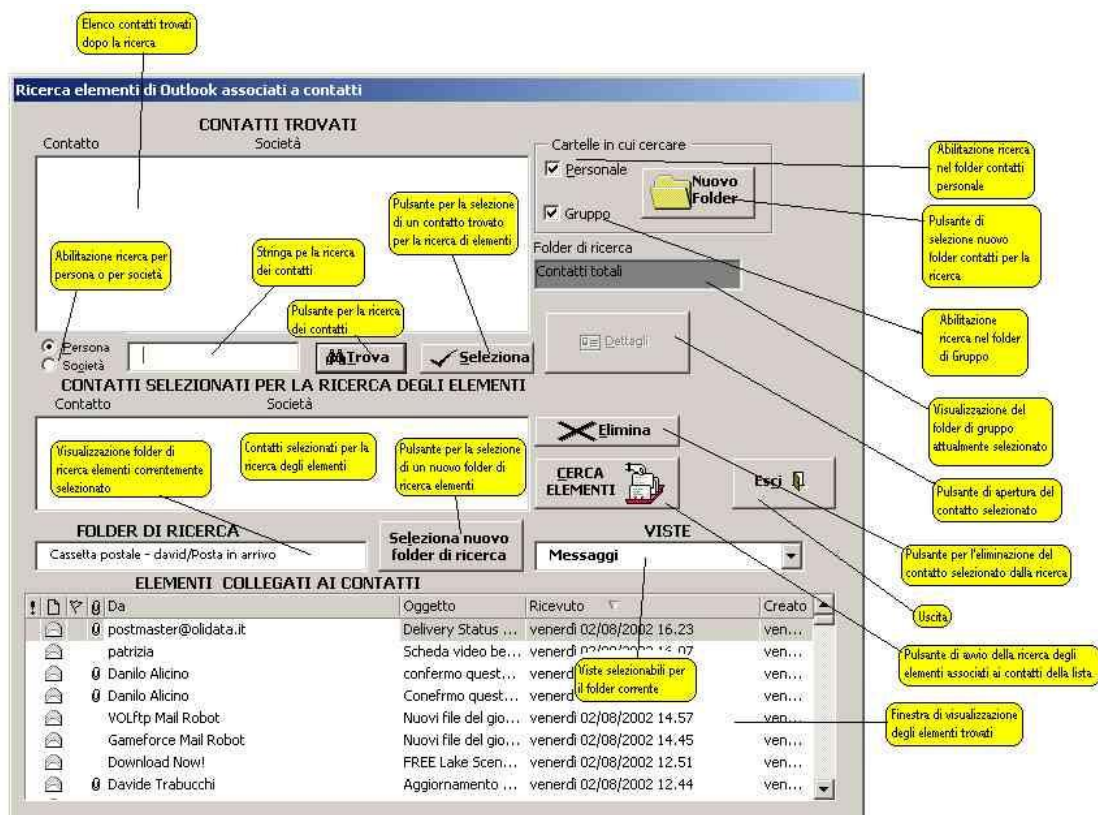 Elenco contatti trovati
dopo la ricerca
Ricerca elementi di Outlook associati a contatti
CONTATTI TROVATI
Contatto Società
Cartelle in cui cercare
Personale
Nuovo
Folder
Gruppo
Abilitazione ricerca
nel folder contatti
personale
Pulsante di
selezione nuovo
folder contatti per la
ricerca
Pulsante per la selezione
di un contatto trovato
per la ricerca di elementi
Abilitazione ricerca per
persona o per società
Stringa pe la ricerca
dei contatti
Folder di ricerca
Contatti totali
Pulsante per la ricerca
dei contatti
Abilitazione
ricerca nel folder
di Gruppo
Persona
Società
Trova
Seleziona
Dettagli
CONTATTI SELEZIONATI PER LA RICERCA DEGLI ELEMENTI
Contatto Società
Visualizzazione del
folder di gruppo
attualmente selezionato
Elimina
Visualizzazione folder di
ricerca elementi correntemente
selezionato
Contatti selezionati per la
ricerca degli elementi
Pulsante per la selezione
di un nuovo folder di
ricerca elementi
CERCA
ELEMENTI
Esci
Pulsante di apertura del
contatto selezionato
FOLDER DI RICERCA
Cassetta postale - david/Posta in arrivo
Seleziona nuovo
folder di ricerca
VISTE
Messaggi
Pulsante per l'eliminazione del
contatto selezionato dalla ricerca
ELEMENTI COLLEGATI AI CONTATTI
Uscita
! Da Oggetto Ricevuto Creato
postmaster@olidata.it Delivery Status ... venerdì 02/08/2002 16.23 ven...
patrizia Scheda video be... venerdì 02/08/2002 16.07 ven...
Danilo Alicino confermo quest... venerdì ven...
Danilo Alicino Conefrmo quest... venerdì ven...
Viste selezionabili per
il folder corrente
Pulsante di avvio della ricerca degli
elementi associati ai contatti della lista
VOLftp Mail Robot Nuovi file del gio... venerdì 02/08/2002 14.57 ven...
Gameforce Mail Robot Nuovi file del gio... venerdì 02/08/2002 14.45 ven...
Download Now! FREE Lake Scen... venerdì 02/08/2002 12.51 ven...
Davide Trabucchi Aggiornamento ... venerdì 02/08/2002 12.44 ven...
Finestra di visualizzazione
degli elementi trovati